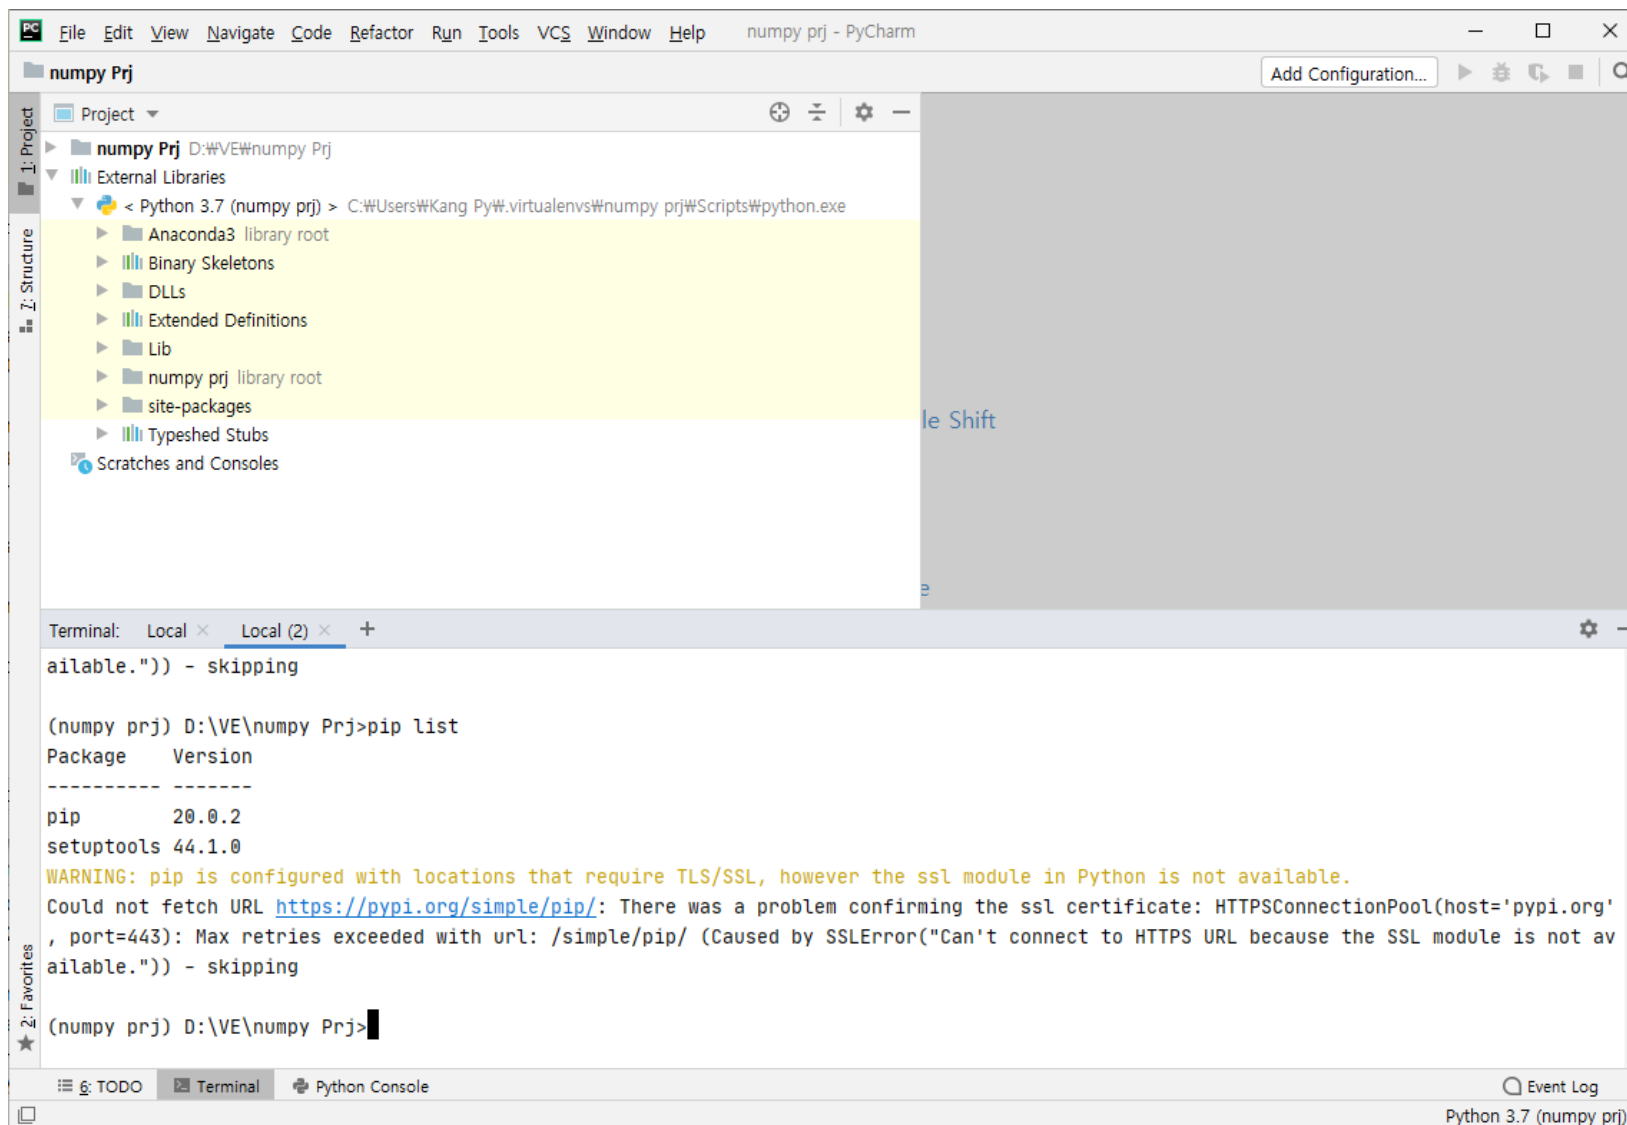 PC File Edit View Navigate Code Refactor Run Tools VCS Window Help numpy prj - PyCharm
numpy Prj Add Configuration...
1: Project
Project
numpy Prj D:₩VE₩numpy Prj
External Libraries
< Python 3.7 (numpy prj) > C:₩Users₩Kang Py₩.virtualenvs₩numpy prj₩Scripts₩python.exe
Anaconda3 library root
Binary Skeletons
DLLs
Extended Definitions
Lib
numpy prj library root
site-packages
Typeshed Stubs
Scratches and Consoles
7: Structure
le Shift
Terminal: Local Local (2)
ailable.")) - skipping
(numpy prj) D:\VE\numpy Prj>pip list
Package Version
---------- -------
pip 20.0.2
setuptools 44.1.0
WARNING: pip is configured with locations that require TLS/SSL, however the ssl module in Python is not available.
Could not fetch URL https://pypi.org/simple/pip/: There was a problem confirming the ssl certificate: HTTPSConnectionPool(host='pypi.org'
, port=443): Max retries exceeded with url: /simple/pip/ (Caused by SSLError("Can't connect to HTTPS URL because the SSL module is not av
ailable.")) - skipping
(numpy prj) D:\VE\numpy Prj>
2: Favorites
6: TODO Terminal Python Console Event Log
Python 3.7 (numpy prj)